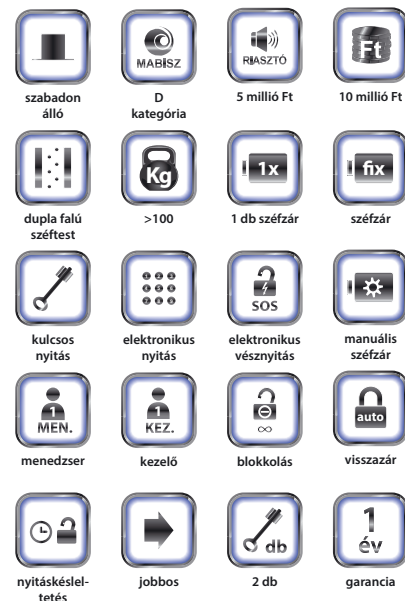 MABISZ
RIASZTÓ
Ft
szabadon
álló
D
kategória
5 millió Ft
10 millió Ft
Kg
1x
fix
dupla falú
széftest
>100
1 db széfzár
széfzár
SOS
kulcsos
nyitás
elektronikus
nyitás
elektronikus
vésznyitás
manuális
széfzár
1
MEN.
1
KEZ.
∞
auto
menedzser
kezelő
blokkolás
visszazár
db
1
év
nyitáskéslel-
tetés
jobbos
2 db
garancia